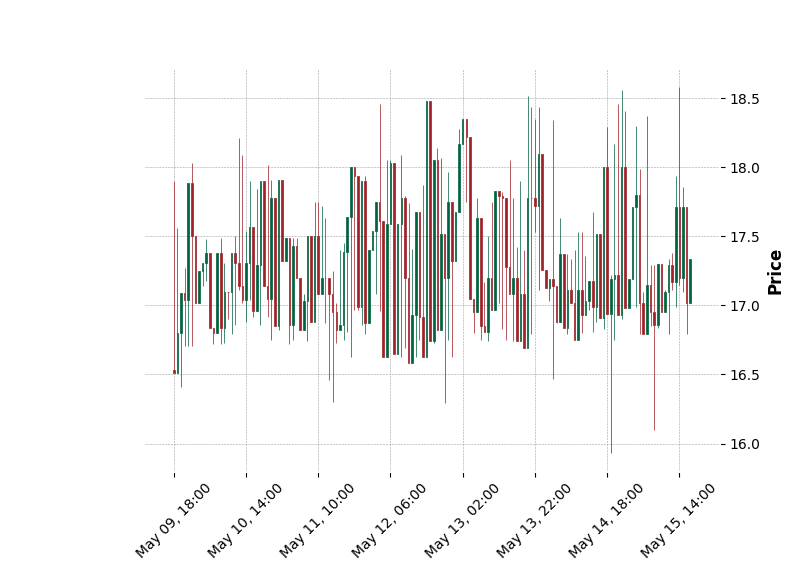 18.5
18.0
17.5
17.0
16.5
16.0
Price
May 09, 18:00
May 10, 14:00
May 11, 10:00
May 12, 06:00
May 13, 02:00
May 13, 22:00
May 14, 18:00
May 15, 14:00